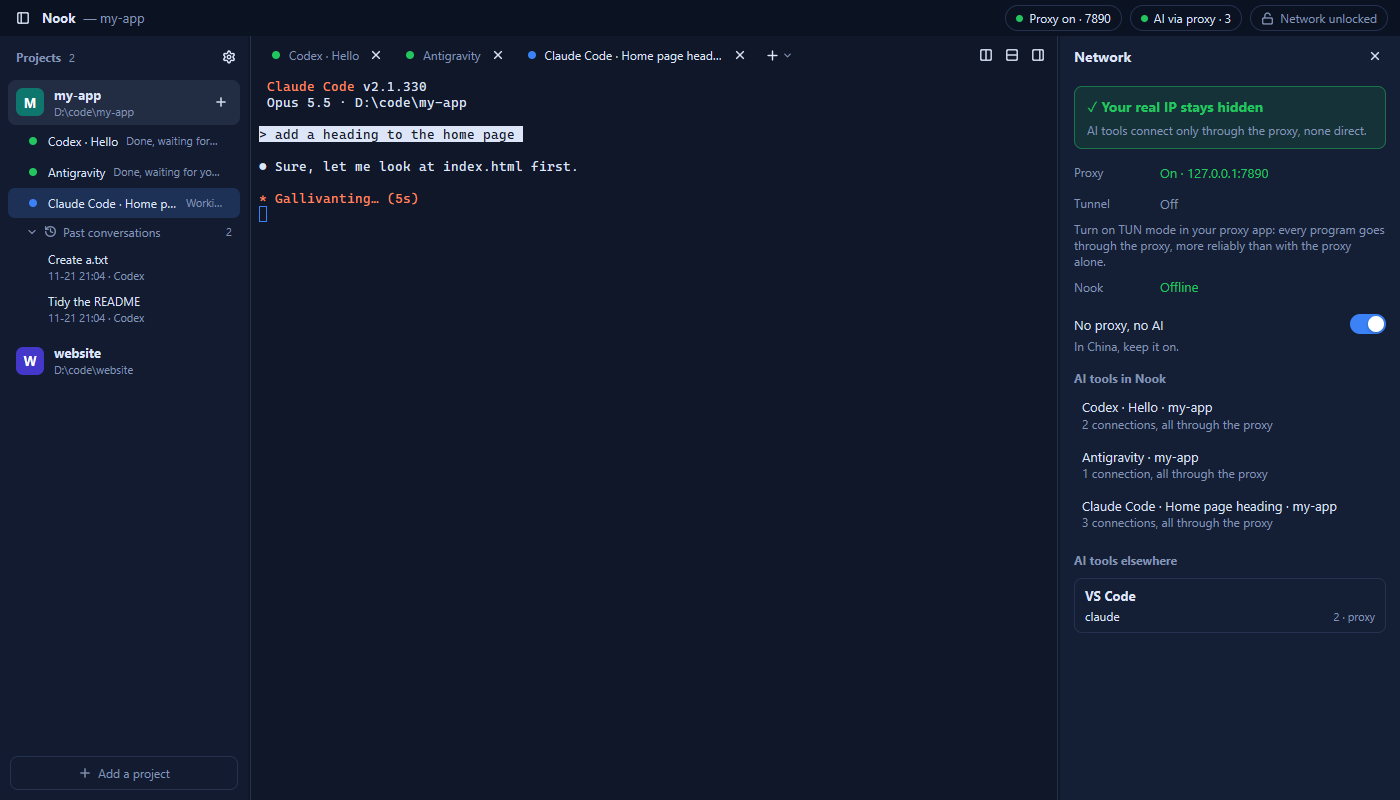 Nook — my-app
Proxy on · 7890
AI via proxy · 3
Network unlocked
Projects 2
M
my-app
D:\code\my-app
Codex · Hello Done, waiting for...
Antigravity Done, waiting for yo...
Claude Code · Home p... Worki...
Past conversations 2
Create a.txt
11-21 21:04 · Codex
Tidy the README
11-21 21:04 · Codex
W
website
D:\code\website
Add a project
Codex · Hello
Antigravity
Claude Code · Home page head...
Claude Code v2.1.330
Opus 5.5 · D:\code\my-app
> add a heading to the home page
● Sure, let me look at index.html first.
* Gallivanting… (5s)
Network
✓ Your real IP stays hidden
AI tools connect only through the proxy, none direct.
Proxy On · 127.0.0.1:7890
Tunnel Off
Turn on TUN mode in your proxy app: every program goes
through the proxy, more reliably than with the proxy
alone.
Nook Offline
No proxy, no AI
In China, keep it on.
AI tools in Nook
Codex · Hello · my-app
2 connections, all through the proxy
Antigravity · my-app
1 connection, all through the proxy
Claude Code · Home page heading · my-app
3 connections, all through the proxy
AI tools elsewhere
VS Code
claude 2 · proxy